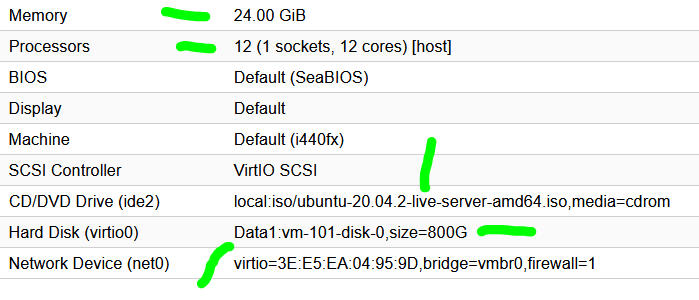 Memory 24.00 GiB
Processors 12 (1 sockets, 12 cores) [host]
BIOS Default (SeaBIOS)
Display Default
Machine Default (i440fx)
SCSI Controller VirtIO SCSI
CD/DVD Drive (ide2) local:iso/ubuntu-20.04.2-live-server-amd64.iso,media=cdrom
Hard Disk (virtio0) Data1:vm-101-disk-0,size=800G
Network Device (net0) virtio=3E:E5:EA:04:95:9D,bridge=vmbr0,firewall=1